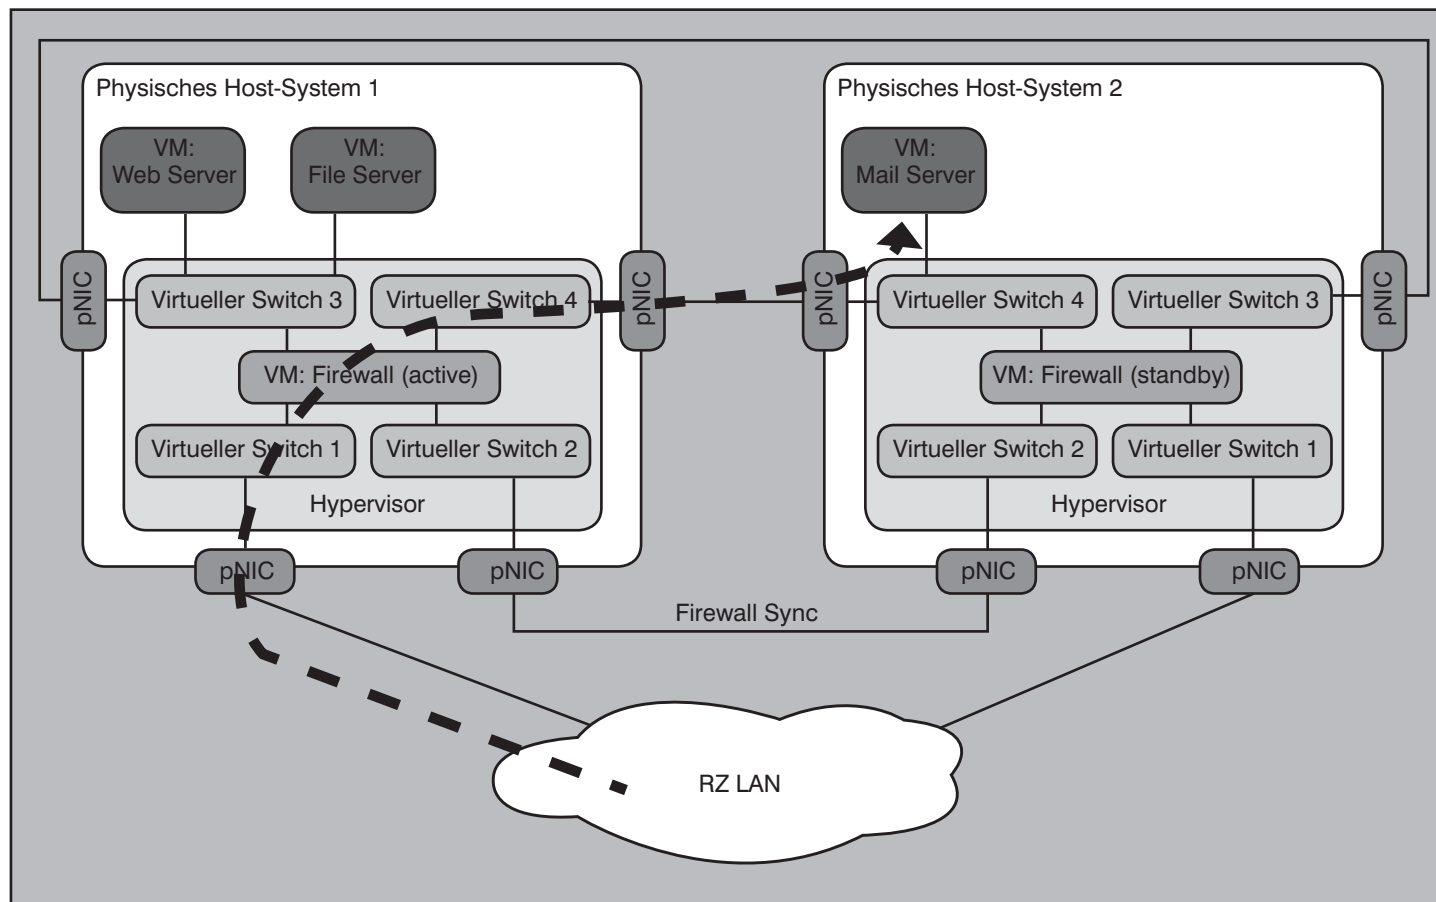 Physisches Host-System 1
Physisches Host-System 2
VM:
Web Server
VM:
File Server
VM:
Mail Server
pNIC
Virtueller Switch 3
Virtueller Switch 4
pNIC
pNIC
Virtueller Switch 4
Virtueller Switch 3
pNIC
VM: Firewall (active)
VM: Firewall (standby)
Virtueller Switch 1
Virtueller Switch 2
Virtueller Switch 2
Virtueller Switch 1
Hypervisor
Hypervisor
pNIC
pNIC
pNIC
pNIC
Firewall Sync
RZ LAN